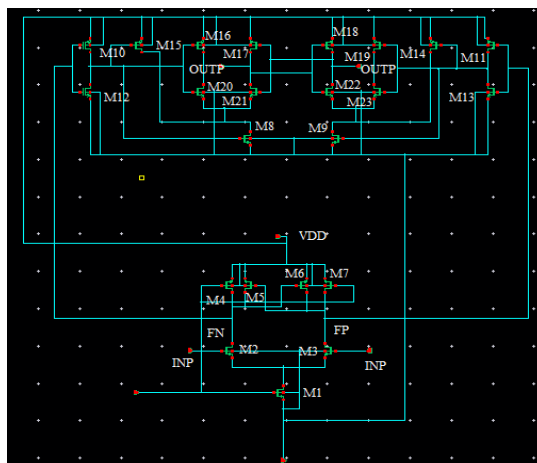 M16 M18
M10 M15 M17 M19 M14 M11
OUTP OUTP
M12 M20 M22 M13
M21 M23
M8 M9
VDD
M6 M7
M4 M5
FN FP
M2 M3
INP INP
M1